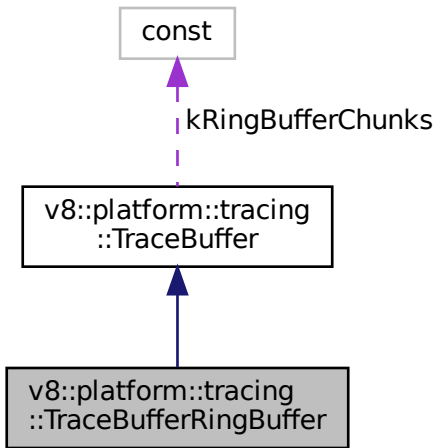 const
kRingBufferChunks
v8::platform::tracing
::TraceBuffer
v8::platform::tracing
::TraceBufferRingBuffer